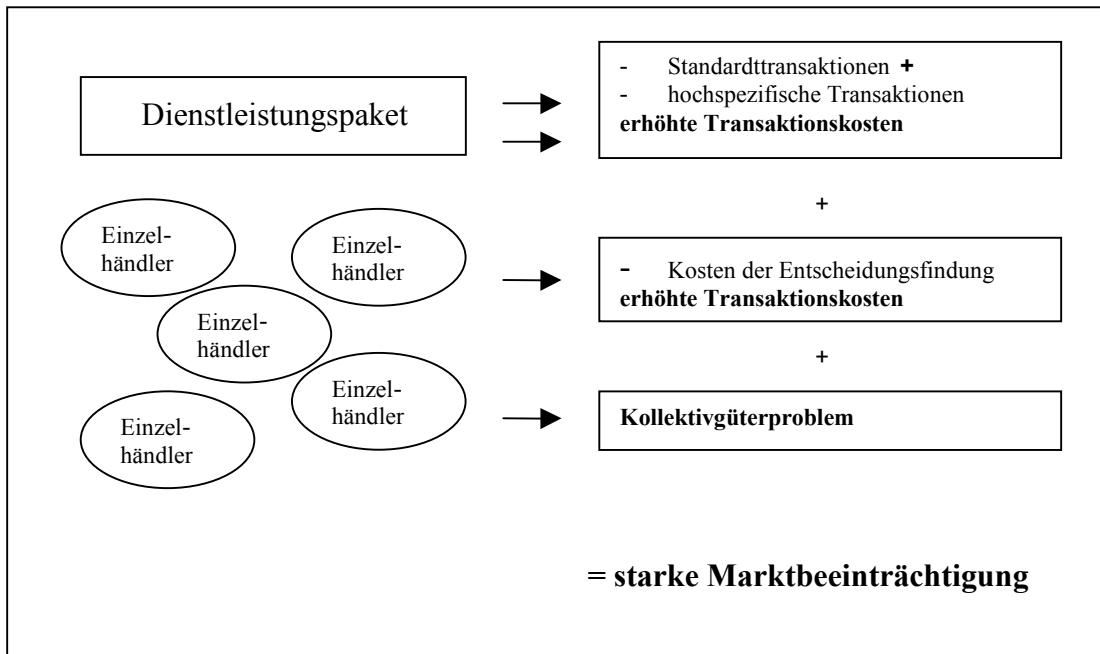 Dienstleistungspaket
- Standardttransaktionen +
- hochspezifische Transaktionen
erhöhte Transaktionskosten
+
Einzel-
händler
Einzel-
händler
Einzel-
händler
Einzel-
händler
Einzel-
händler
- Kosten der Entscheidungsfindung
erhöhte Transaktionskosten
+
Kollektivgüterproblem
= starke Marktbeeinträchtigung